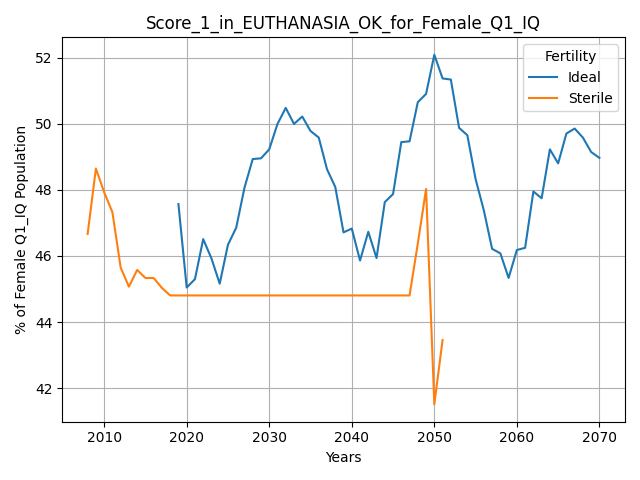 Score_1_in_EUTHANASIA_OK_for_Female_Q1_IQ
Fertility
Ideal
Sterile
% of Female Q1_IQ Population
52
50
48
46
44
42
2010 2020 2030 2040 2050 2060 2070
Years